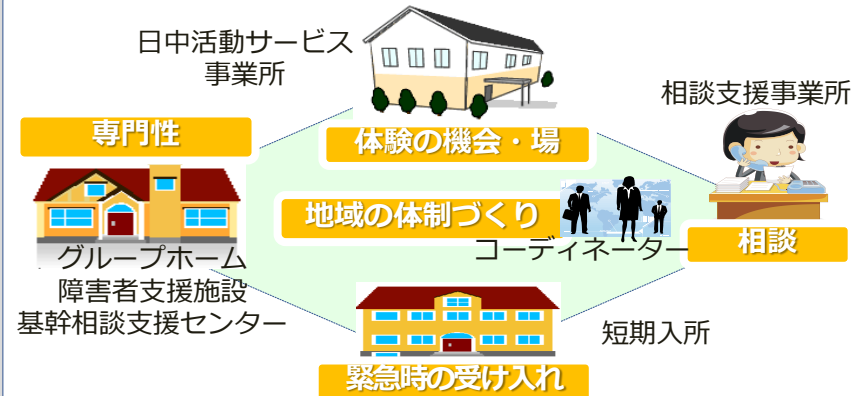 日中活動サービス
事業所
相談支援事業所
専門性
体験の機会・場
地域の体制づくり
コーディネーター
相談
グループホーム
障害者支援施設
基幹相談支援センター
短期入所
緊急時の受け入れ